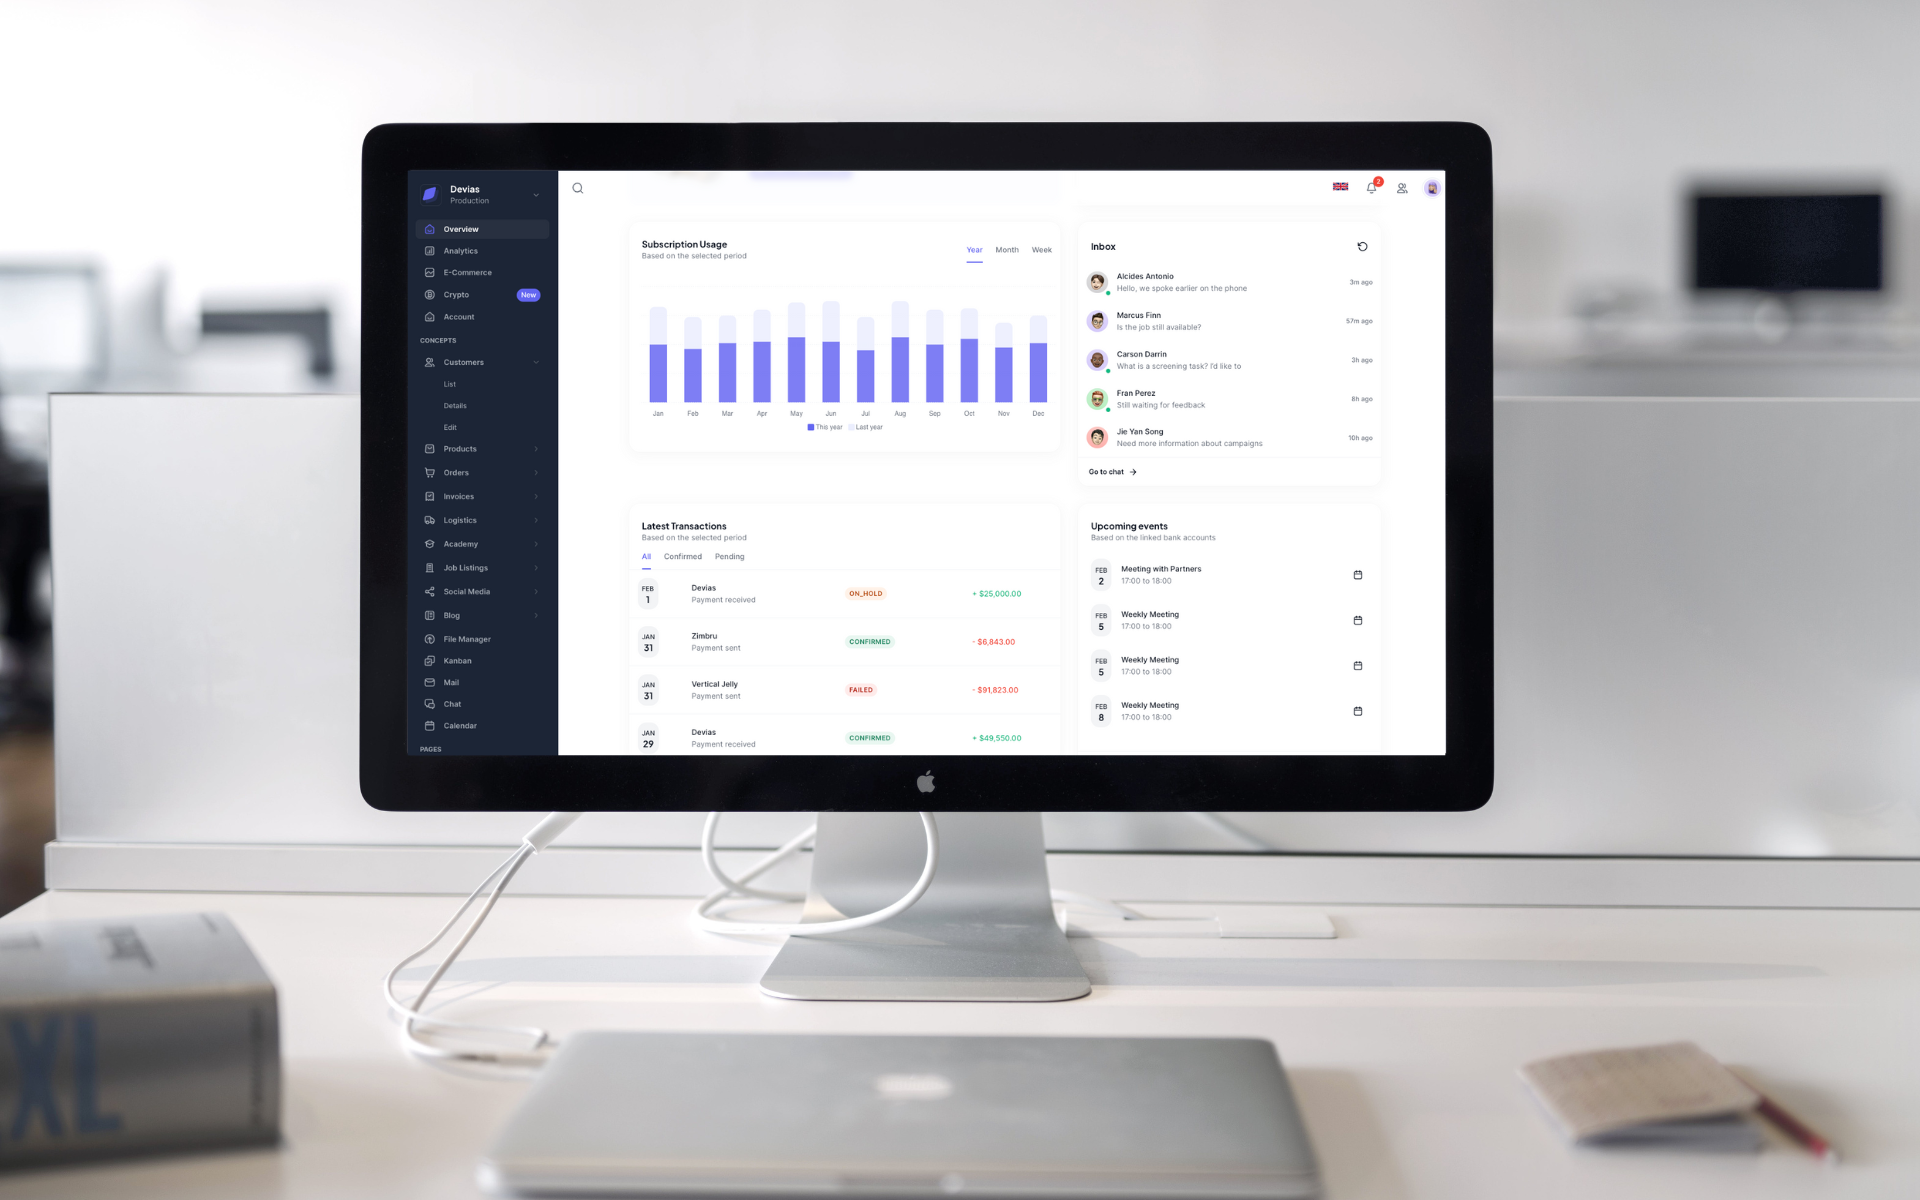 Devias
Production
Overview
Analytics
E-Commerce
Crypto
New
Account
CONCEPTS
Customers
List
Details
Edit
Products
Orders
Invoices
Logistics
Academy
Job Listings
Social Media
Blog
File Manager
Kanban
Mail
Chat
Calendar
PAGES
2
Subscription Usage
Based on the selected period
Year Month Week
Jan Feb Mar Apr May Jun Jul Aug Sep Oct Nov Dec
This year Last year
Inbox
Alcides Antonio
Hello, we spoke earlier on the phone
3m ago
Marcus Finn
Is the job still available?
57m ago
Carson Darrin
What is a screening task? I'd like to
3h ago
Fran Perez
Still waiting for feedback
8h ago
Jie Yan Song
Need more information about campaigns
10h ago
Go to chat
Latest Transactions
Based on the selected period
All Confirmed Pending
FEB
1
Devias
Payment received
ON_HOLD
+ $25,000.00
JAN
31
Zimbru
Payment sent
CONFIRMED
- $6,843.00
JAN
31
Vertical Jelly
Payment sent
FAILED
- $91,823.00
JAN
29
Devias
Payment received
CONFIRMED
+ $49,550.00
Upcoming events
Based on the linked bank accounts
FEB
2
Meeting with Partners
17:00 to 18:00
FEB
5
Weekly Meeting
17:00 to 18:00
FEB
5
Weekly Meeting
17:00 to 18:00
FEB
8
Weekly Meeting
17:00 to 18:00
XL